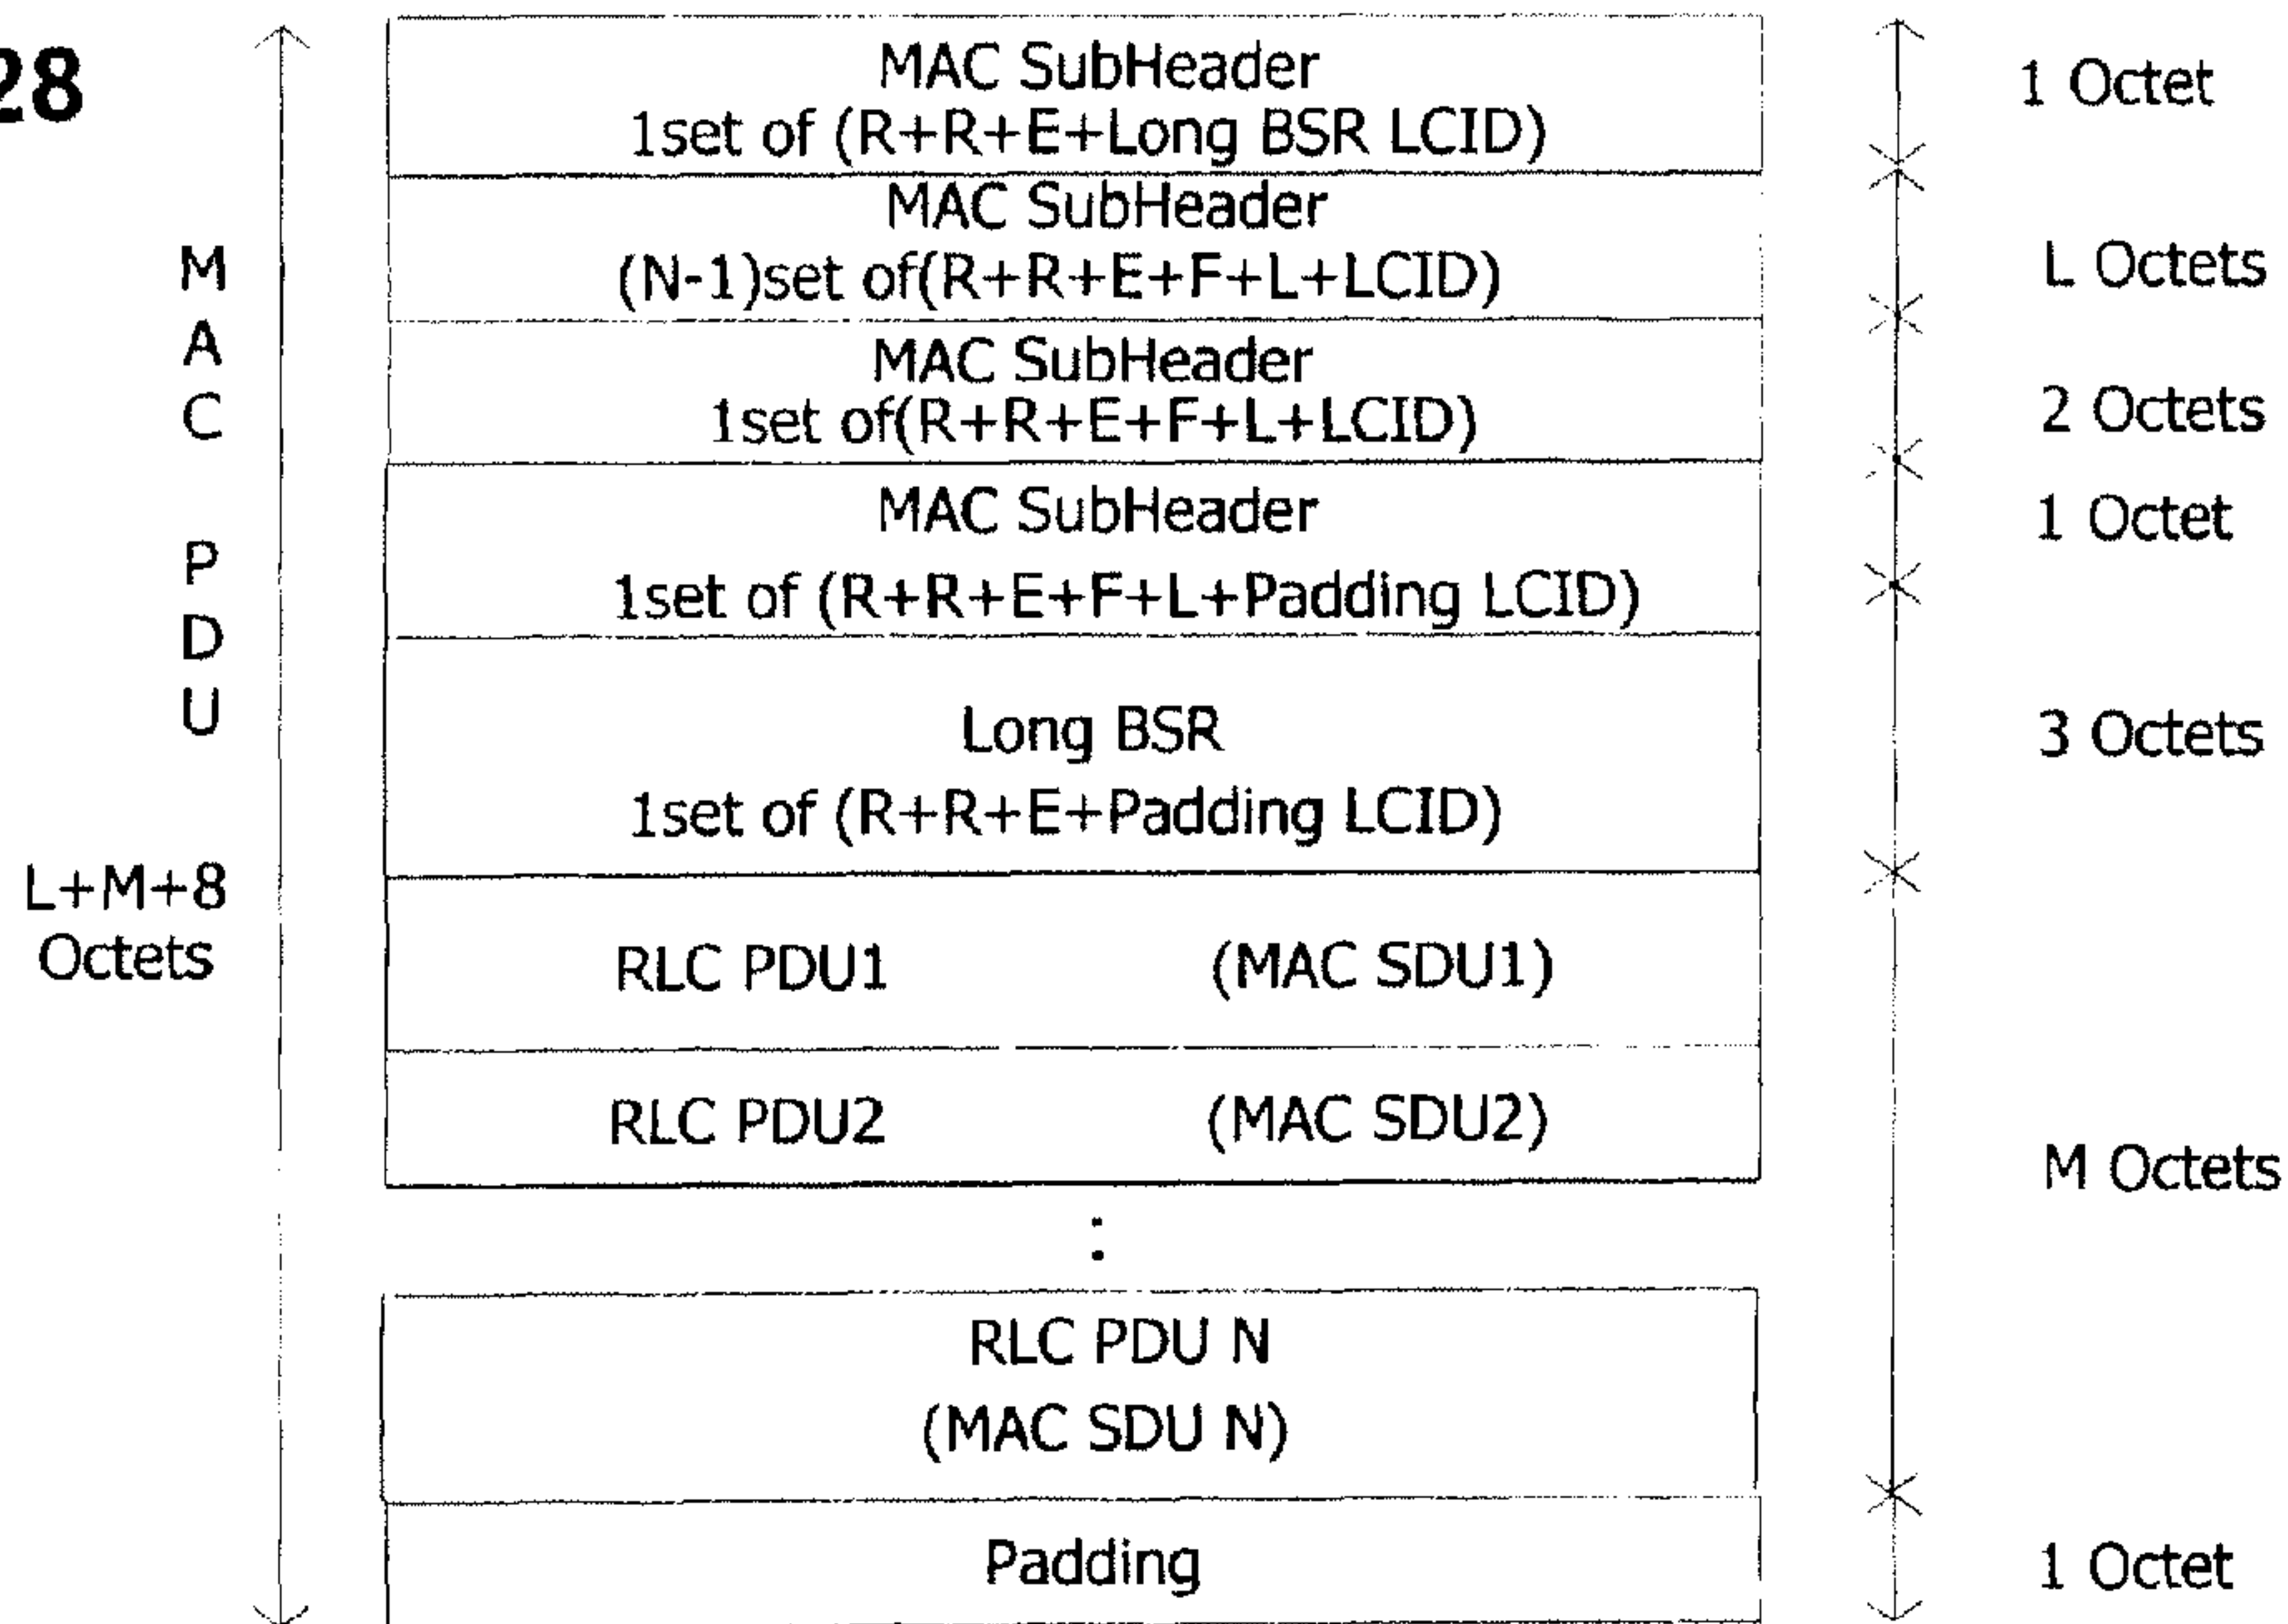 28
MAC SubHeader
1set of (R+R+E+Long BSR LCID)
1 Octet
MAC SubHeader
(N-1)set of(R+R+E+F+L+LCID)
L Octets
MAC SubHeader
1set of(R+R+E+F+L+LCID)
2 Octets
MAC SubHeader
1set of (R+R+E+F+L+Padding LCID)
1 Octet
M
A
C
P
D
U
Long BSR
1set of (R+R+E+Padding LCID)
3 Octets
L+M+8
Octets
RLC PDU1 (MAC SDU1)
RLC PDU2 (MAC SDU2)
M Octets
:
RLC PDU N
(MAC SDU N)
Padding
1 Octet